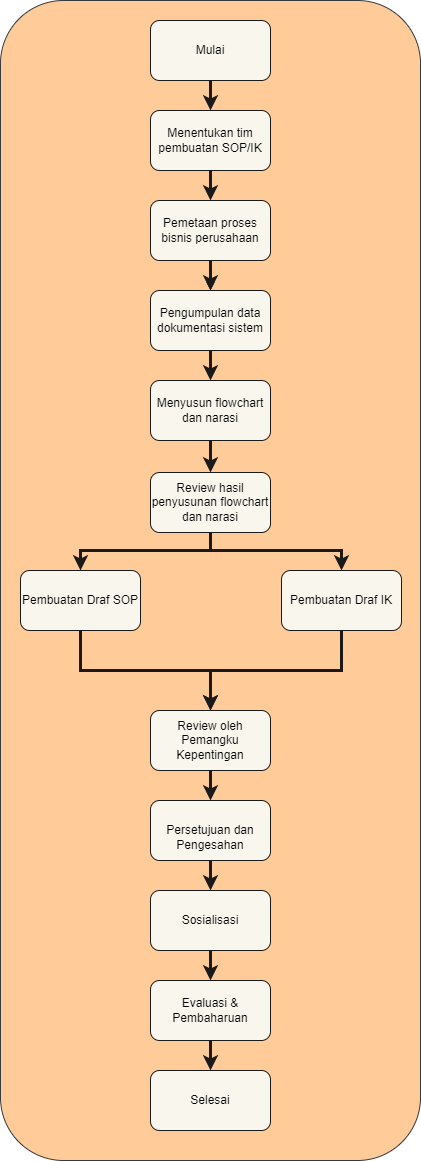 Mulai
Menentukan tim
pembuatan SOP/IK
Pemetaan proses
bisnis perusahaan
Pengumpulan data
dokumentasi sistem
Menyusun flowchart
dan narasi
Review hasil
penyusunan flowchart
dan narasi
Pembuatan Draf SOP
Pembuatan Draf IK
Review oleh
Pemangku
Kepentingan
Persetujuan dan
Pengesahan
Sosialisasi
Evaluasi &
Pembaharuan
Selesai